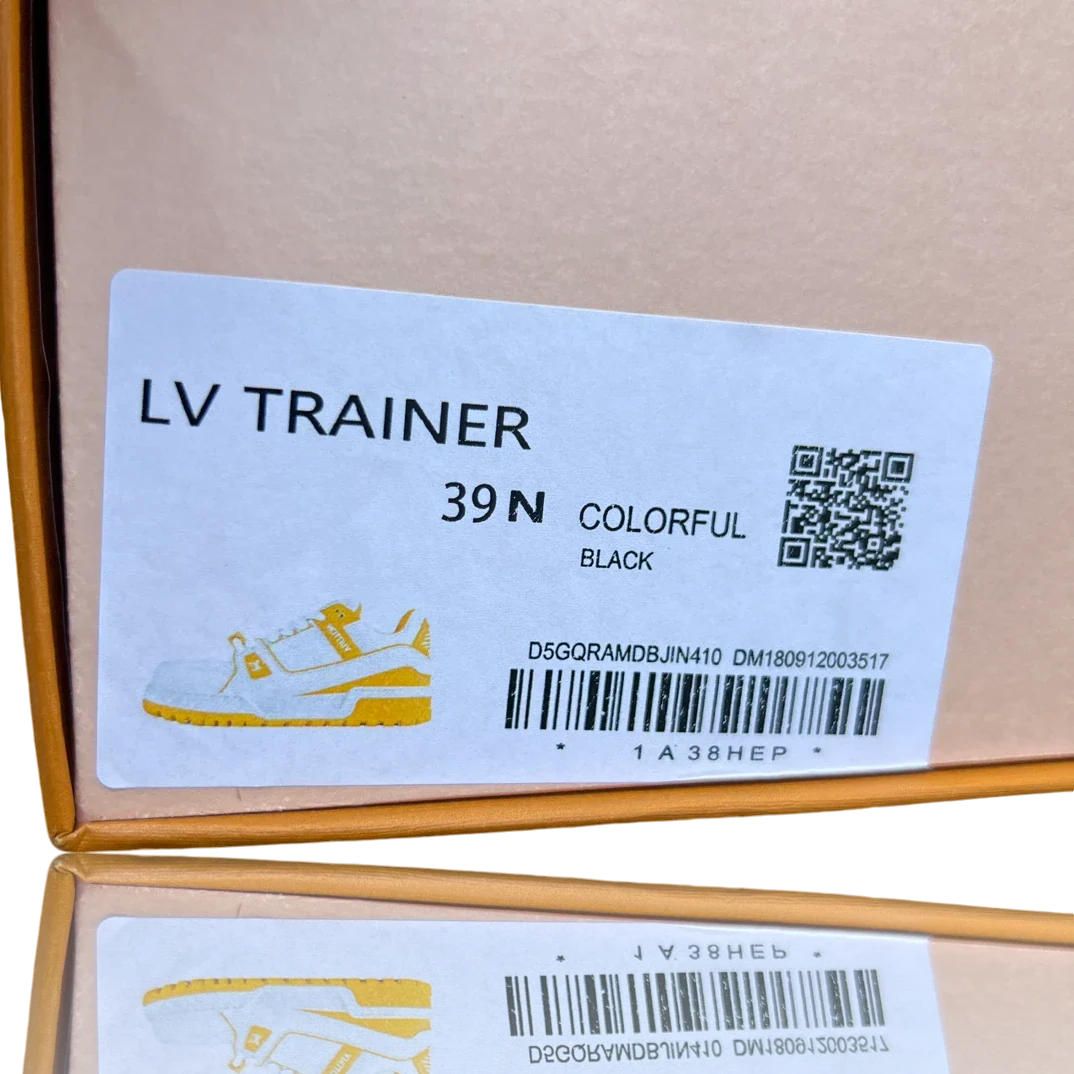 LV TRAINER
39 N COLORFUL
BLACK
D5GQRAMDBJIN410 DM180912003517
* 1 A 38HEP *